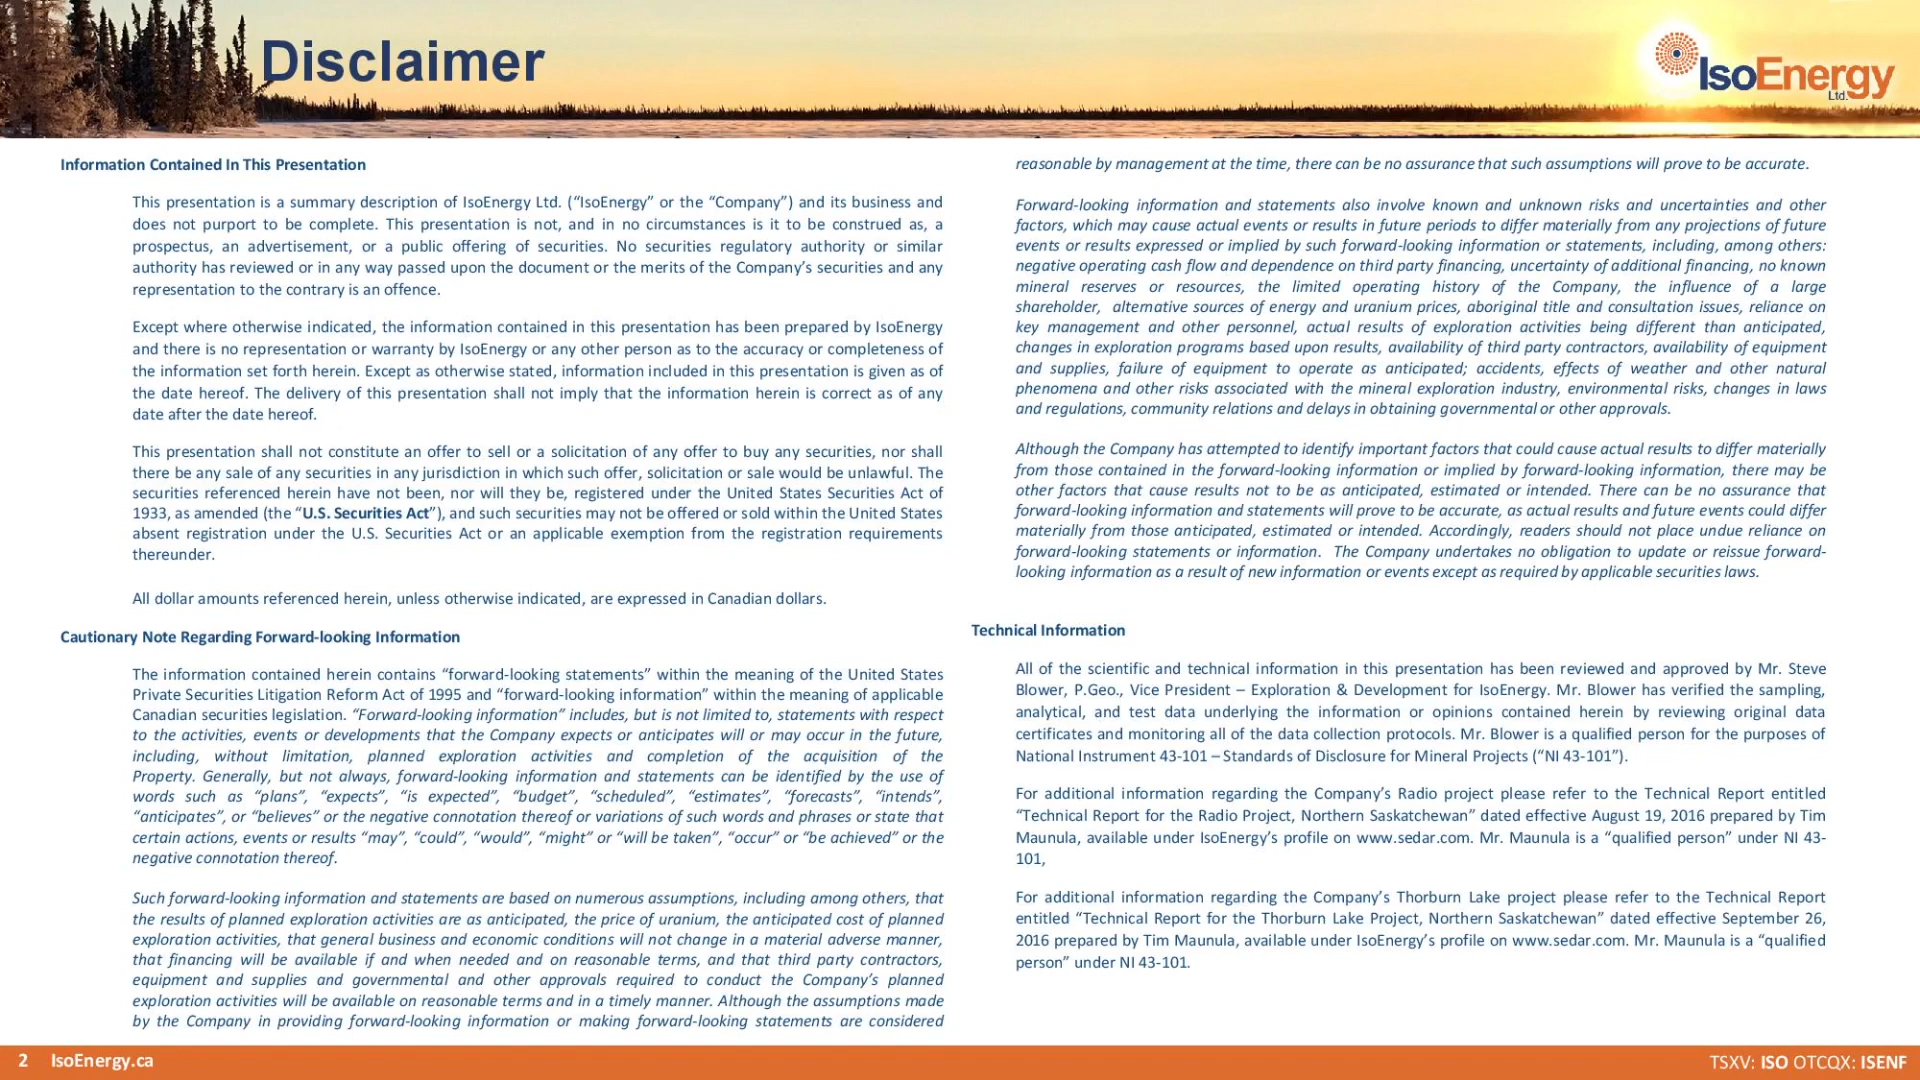 Disclaimer
IsoEnergy
Ltd.
Information Contained In This Presentation
This presentation is a summary description of IsoEnergy Ltd. (“IsoEnergy” or the “Company”) and its business and
does not purport to be complete. This presentation is not, and in no circumstances is it to be construed as, a
prospectus, an advertisement, or a public offering of securities. No securities regulatory authority or similar
authority has reviewed or in any way passed upon the document or the merits of the Company’s securities and any
representation to the contrary is an offence.
Except where otherwise indicated, the information contained in this presentation has been prepared by IsoEnergy
and there is no representation or warranty by IsoEnergy or any other person as to the accuracy or completeness of
the information set forth herein. Except as otherwise stated, information included in this presentation is given as of
the date hereof. The delivery of this presentation shall not imply that the information herein is correct as of any
date after the date hereof.
This presentation shall not constitute an offer to sell or a solicitation of any offer to buy any securities, nor shall
there be any sale of any securities in any jurisdiction in which such offer, solicitation or sale would be unlawful. The
securities referenced herein have not been, nor will they be, registered under the United States Securities Act of
1933, as amended (the “U.S. Securities Act”), and such securities may not be offered or sold within the United States
absent registration under the U.S. Securities Act or an applicable exemption from the registration requirements
thereunder.
All dollar amounts referenced herein, unless otherwise indicated, are expressed in Canadian dollars.
Cautionary Note Regarding Forward-looking Information
The information contained herein contains “forward-looking statements” within the meaning of the United States
Private Securities Litigation Reform Act of 1995 and “forward-looking information” within the meaning of applicable
Canadian securities legislation. “Forward-looking information” includes, but is not limited to, statements with respect
to the activities, events or developments that the Company expects or anticipates will or may occur in the future,
including, without limitation, planned exploration activities and completion of the acquisition of the
Property. Generally, but not always, forward-looking information and statements can be identified by the use of
words such as “plans”, “expects”, “is expected”, “budget”, “scheduled”, “estimates”, “forecasts”, “intends”,
“anticipates”, or “believes” or the negative connotation thereof or variations of such words and phrases or state that
certain actions, events or results “may”, “could”, “would”, “might” or “will be taken”, “occur” or “be achieved” or the
negative connotation thereof.
Such forward-looking information and statements are based on numerous assumptions, including among others, that
the results of planned exploration activities are as anticipated, the price of uranium, the anticipated cost of planned
exploration activities, that general business and economic conditions will not change in a material adverse manner,
that financing will be available if and when needed and on reasonable terms, and that third party contractors,
equipment and supplies and governmental and other approvals required to conduct the Company’s planned
exploration activities will be available on reasonable terms and in a timely manner. Although the assumptions made
by the Company in providing forward-looking information or making forward-looking statements are considered
reasonable by management at the time, there can be no assurance that such assumptions will prove to be accurate.
Forward-looking information and statements also involve known and unknown risks and uncertainties and other
factors, which may cause actual events or results in future periods to differ materially from any projections of future
events or results expressed or implied by such forward-looking information or statements, including, among others:
negative operating cash flow and dependence on third party financing, uncertainty of additional financing, no known
mineral reserves or resources, the limited operating history of the Company, the influence of a large
shareholder, alternative sources of energy and uranium prices, aboriginal title and consultation issues, reliance on
key management and other personnel, actual results of exploration activities being different than anticipated,
changes in exploration programs based upon results, availability of third party contractors, availability of equipment
and supplies, failure of equipment to operate as anticipated; accidents, effects of weather and other natural
phenomena and other risks associated with the mineral exploration industry, environmental risks, changes in laws
and regulations, community relations and delays in obtaining governmental or other approvals.
Although the Company has attempted to identify important factors that could cause actual results to differ materially
from those contained in the forward-looking information or implied by forward-looking information, there may be
other factors that cause results not to be as anticipated, estimated or intended. There can be no assurance that
forward-looking information and statements will prove to be accurate, as actual results and future events could differ
materially from those anticipated, estimated or intended. Accordingly, readers should not place undue reliance on
forward-looking statements or information. The Company undertakes no obligation to update or reissue forward-
looking information as a result of new information or events except as required by applicable securities laws.
Technical Information
All of the scientific and technical information in this presentation has been reviewed and approved by Mr. Steve
Blower, P.Geo., Vice President – Exploration & Development for IsoEnergy. Mr. Blower has verified the sampling,
analytical, and test data underlying the information or opinions contained herein by reviewing original data
certificates and monitoring all of the data collection protocols. Mr. Blower is a qualified person for the purposes of
National Instrument 43-101 – Standards of Disclosure for Mineral Projects (“NI 43-101”).
For additional information regarding the Company’s Radio project please refer to the Technical Report entitled
“Technical Report for the Radio Project, Northern Saskatchewan” dated effective August 19, 2016 prepared by Tim
Maunula, available under IsoEnergy’s profile on www.sedar.com. Mr. Maunula is a “qualified person” under NI 43-
101,
For additional information regarding the Company’s Thorburn Lake project please refer to the Technical Report
entitled “Technical Report for the Thorburn Lake Project, Northern Saskatchewan” dated effective September 26,
2016 prepared by Tim Maunula, available under IsoEnergy’s profile on www.sedar.com. Mr. Maunula is a “qualified
person” under NI 43-101.
2 IsoEnergy.ca
TSXV: ISO OTCQX: ISENF